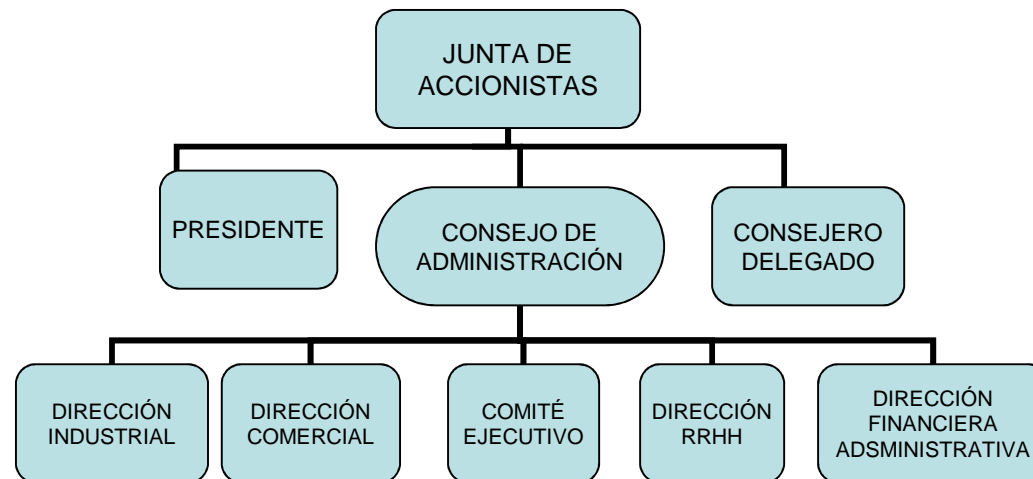 JUNTA DE
ACCIONISTAS
PRESIDENTE
CONSEJO DE
ADMINISTRACIÓN
CONSEJERO
DELEGADO
DIRECCIÓN
INDUSTRIAL
DIRECCIÓN
COMERCIAL
COMITÉ
EJECUTIVO
DIRECCIÓN
RRHH
DIRECCIÓN
FINANCIERA
ADSMINISTRATIVA